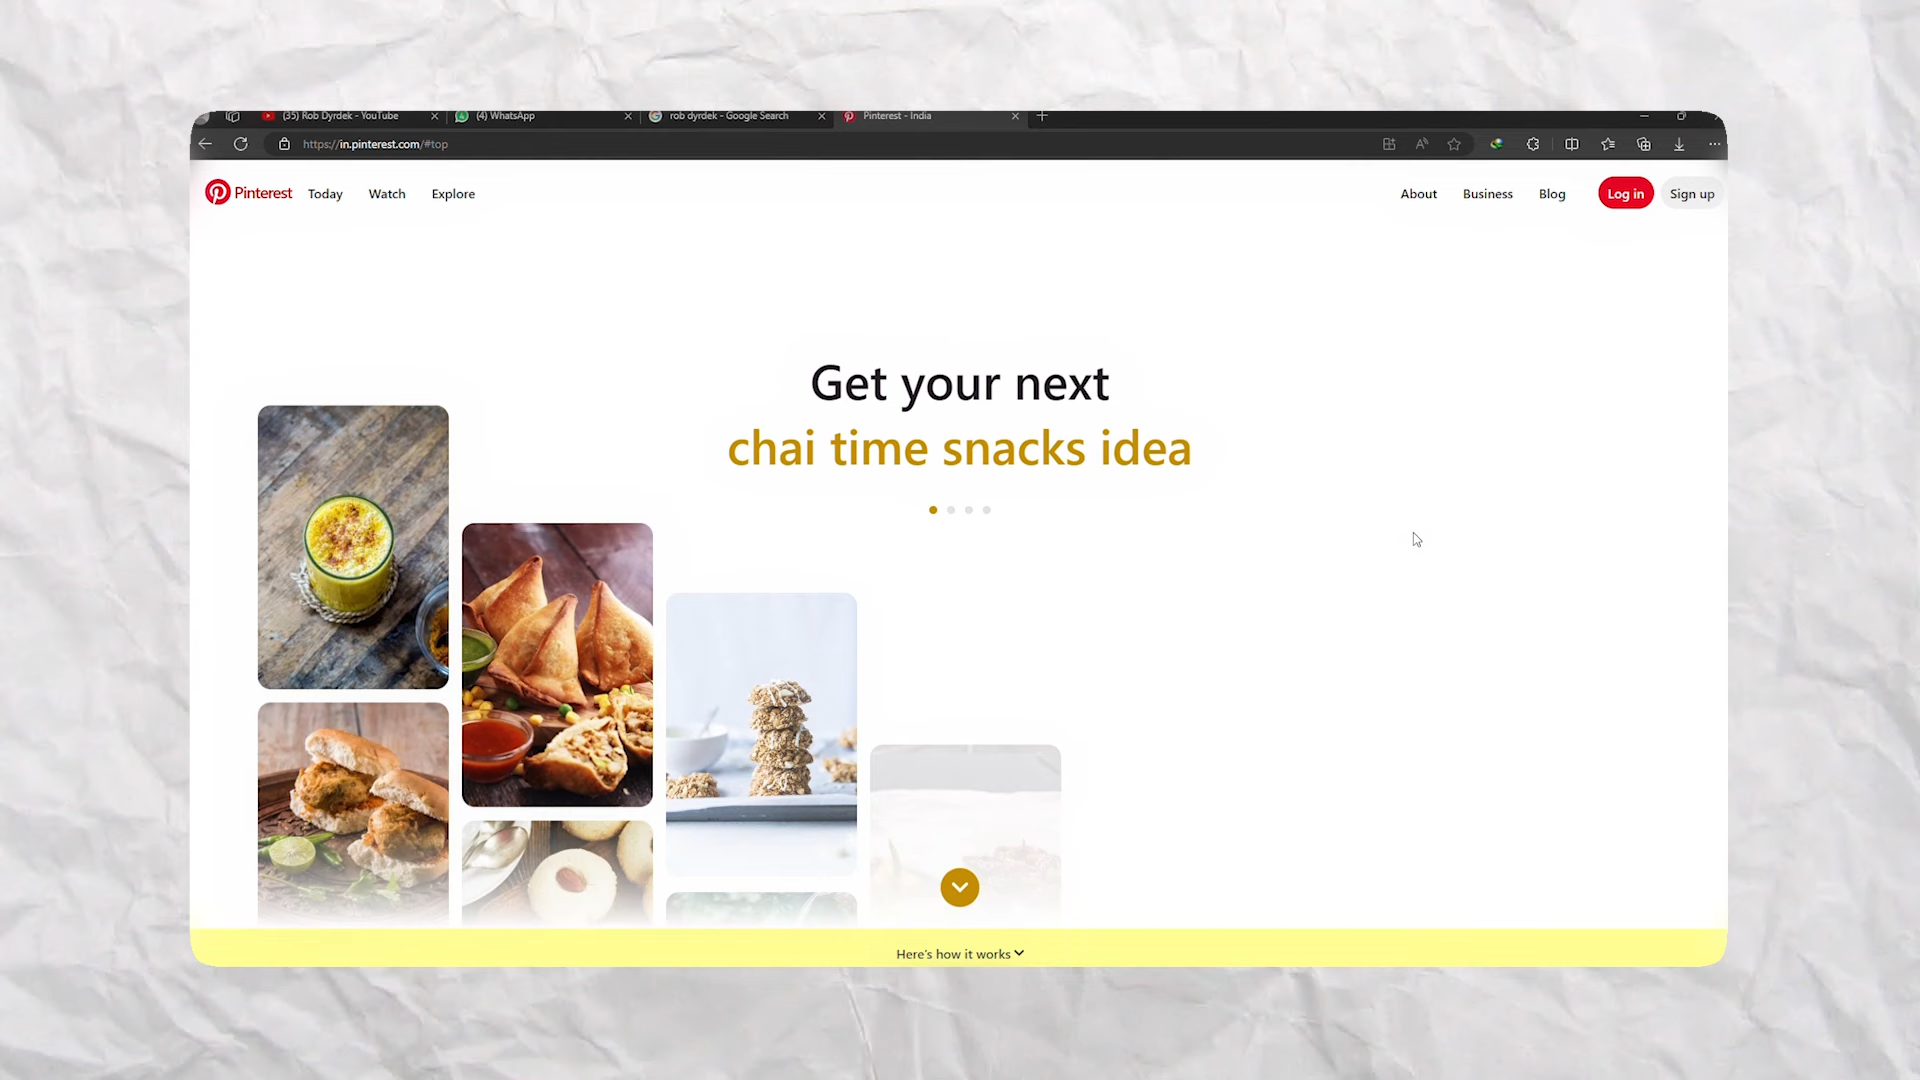 (35) Rob Dyrdek - YouTube
(4) WhatsApp
rob dyrdek - Google Search
Pinterest - India
https://in.pinterest.com/#top
Pinterest
Today
Watch
Explore
About
Business
Blog
Log in
Sign up
Get your next
chai time snacks idea
Here's how it works